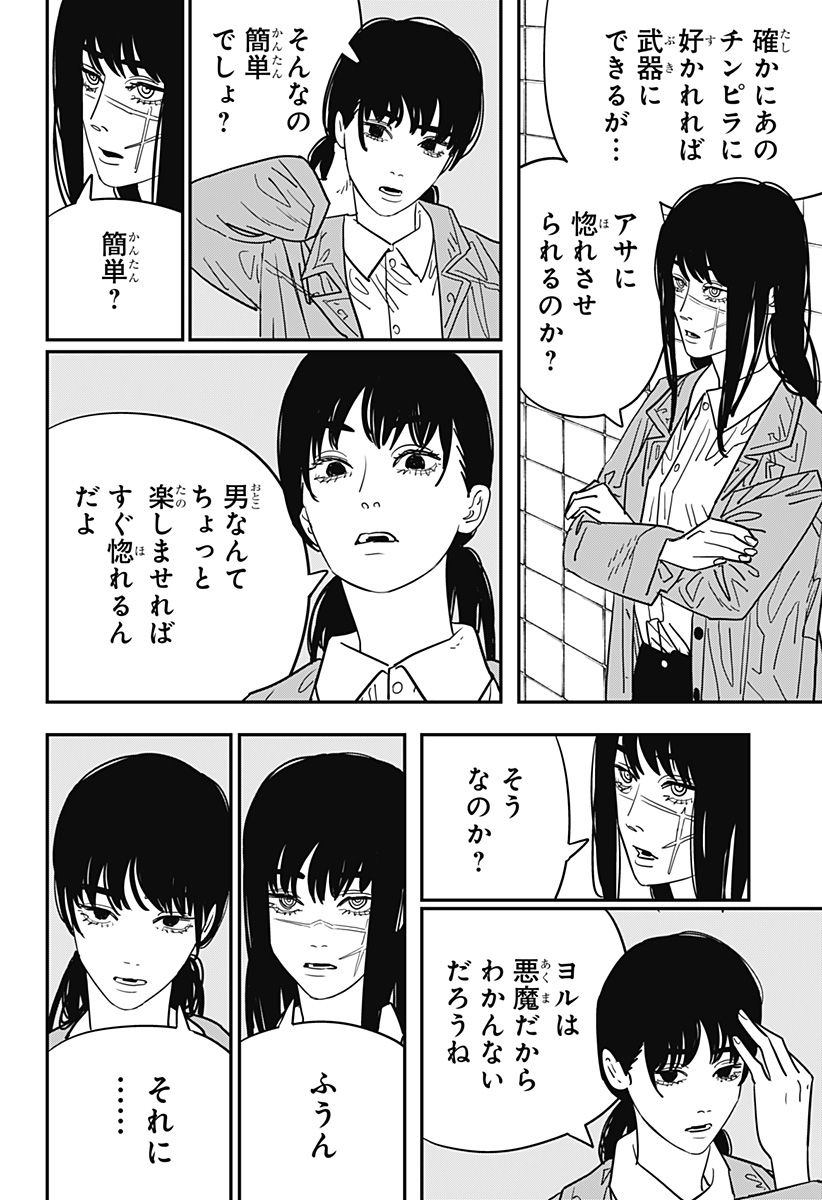 確かにあの
チンピラに
好かれれば
武器に
できるが…
アサに
惚れさせ
られるのか？
そんなの
簡単
でしょ？
簡単？
男なんて
ちょっと
楽しませれば
すぐ惚れるん
だよ
そう
なのか？
ヨルは
悪魔だから
わかんない
だろうね
ふうん
それに
……